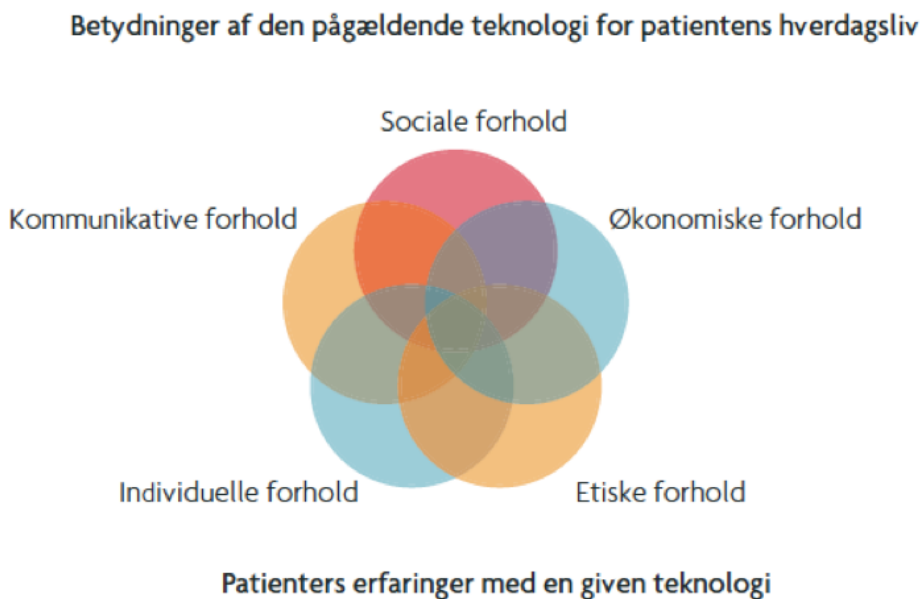 Betydninger af den pågældende teknologi for patientens hverdagsliv
Sociale forhold
Kommunikative forhold
Økonomiske forhold
Individuelle forhold
Etiske forhold
Patienters erfaringer med en given teknologi